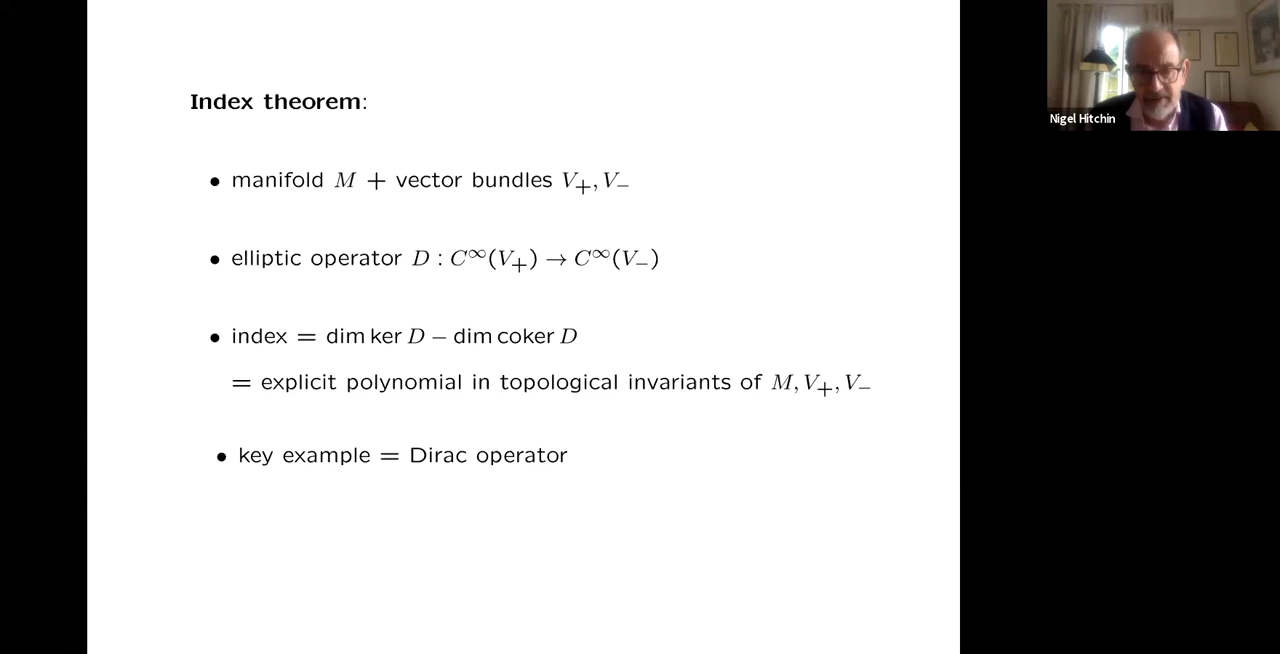 Index theorem:
• manifold M + vector bundles V₊, V₋
• elliptic operator D : C^∞(V₊) → C^∞(V₋)
• index = dim ker D − dim coker D
= explicit polynomial in topological invariants of M, V₊, V₋
• key example = Dirac operator
Nigel Hitchin